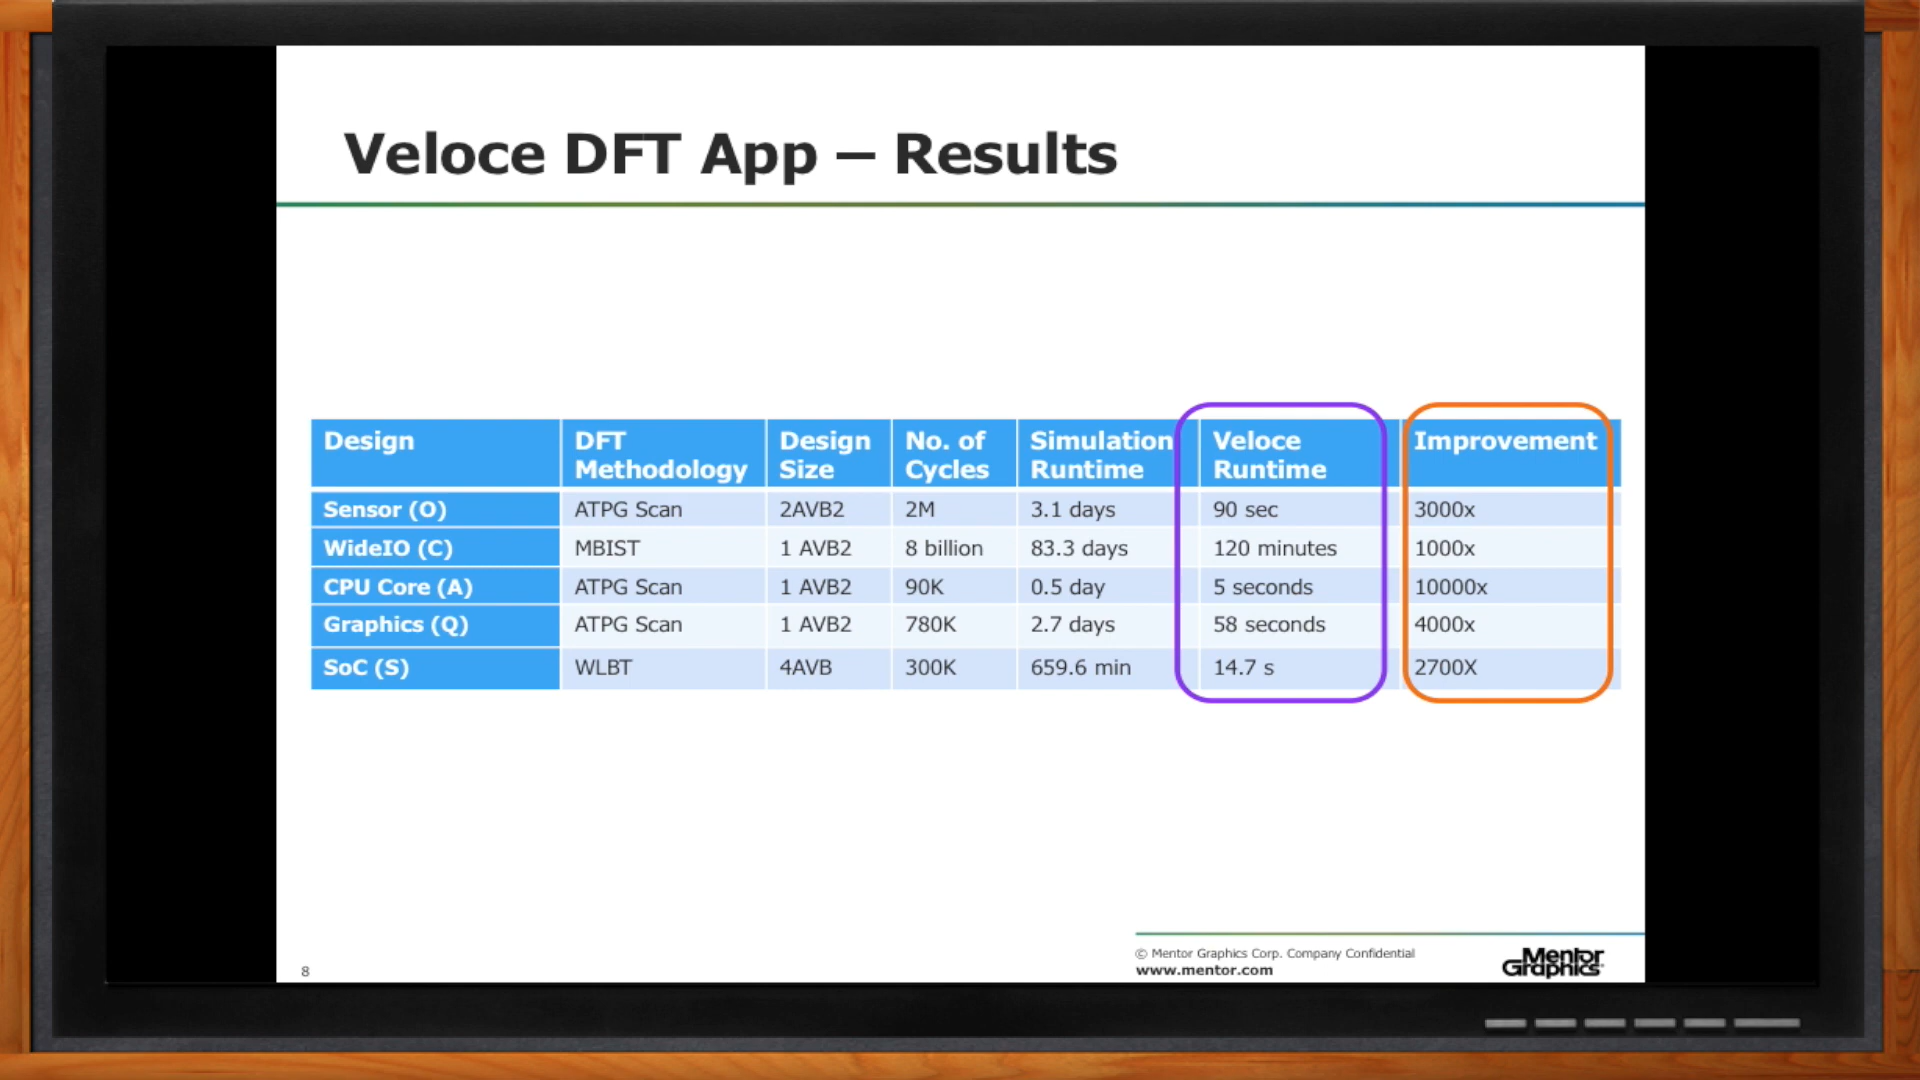 Veloce DFT App – Results
Design DFT Methodology Design Size No. of Cycles Simulation Runtime Veloce Runtime Improvement
Sensor (O) ATPG Scan 2AVB2 2M 3.1 days 90 sec 3000x
WideIO (C) MBIST 1 AVB2 8 billion 83.3 days 120 minutes 1000x
CPU Core (A) ATPG Scan 1 AVB2 90K 0.5 day 5 seconds 10000x
Graphics (Q) ATPG Scan 1 AVB2 780K 2.7 days 58 seconds 4000x
SoC (S) WLBT 4AVB 300K 659.6 min 14.7 s 2700X
8
© Mentor Graphics Corp. Company Confidential
www.mentor.com
Mentor
Graphics